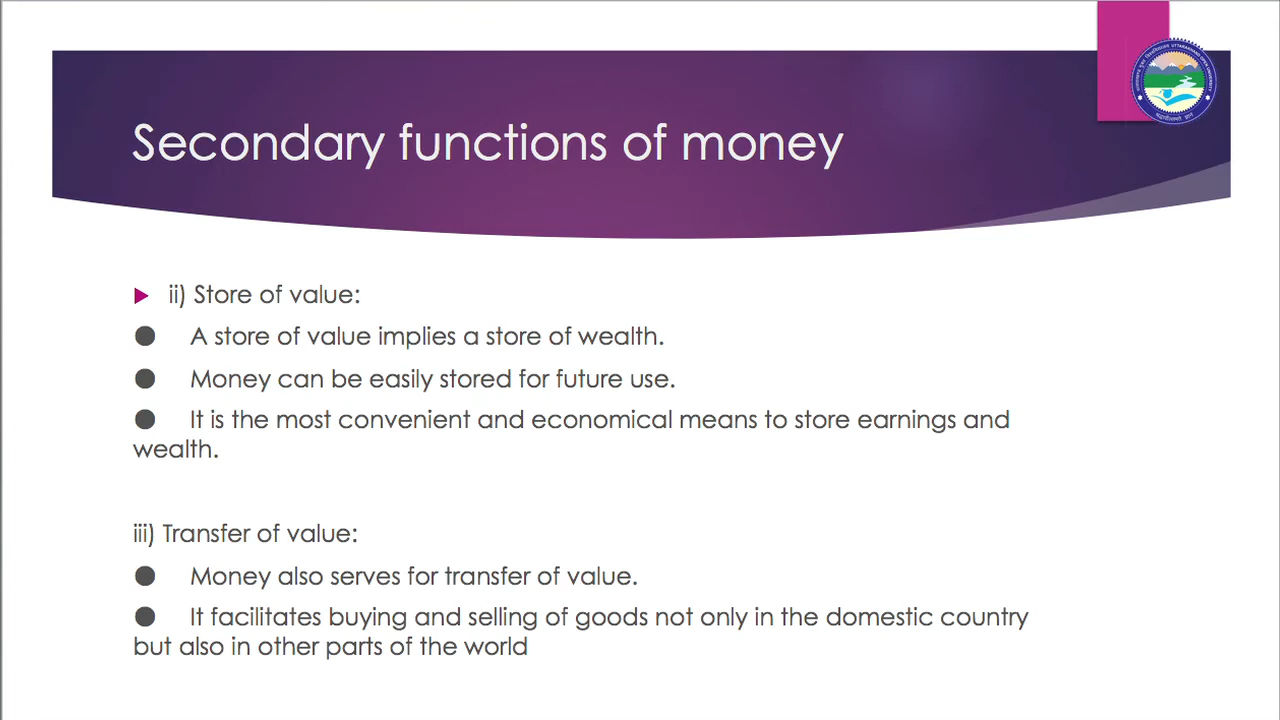 Secondary functions of money
UTTARAKHAND OPEN UNIVERSITY
ii) Store of value:
A store of value implies a store of wealth.
Money can be easily stored for future use.
It is the most convenient and economical means to store earnings and
wealth.
iii) Transfer of value:
Money also serves for transfer of value.
It facilitates buying and selling of goods not only in the domestic country
but also in other parts of the world